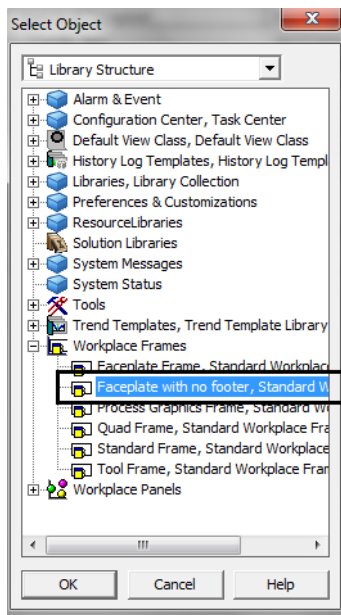 Select Object
Library Structure
Alarm & Event
Configuration Center, Task Center
Default View Class, Default View Class
History Log Templates, History Log Templ
Libraries, Library Collection
Preferences & Customizations
ResourceLibraries
Solution Libraries
System Messages
System Status
Tools
Trend Templates, Trend Template Library
Workplace Frames
Faceplate Frame, Standard Workplac
Faceplate with no footer, Standard W
Process Graphics Frame, Standard Wo
Quad Frame, Standard Workplace Fra
Standard Frame, Standard Workplace
Tool Frame, Standard Workplace Fran
Workplace Panels
OK Cancel Help